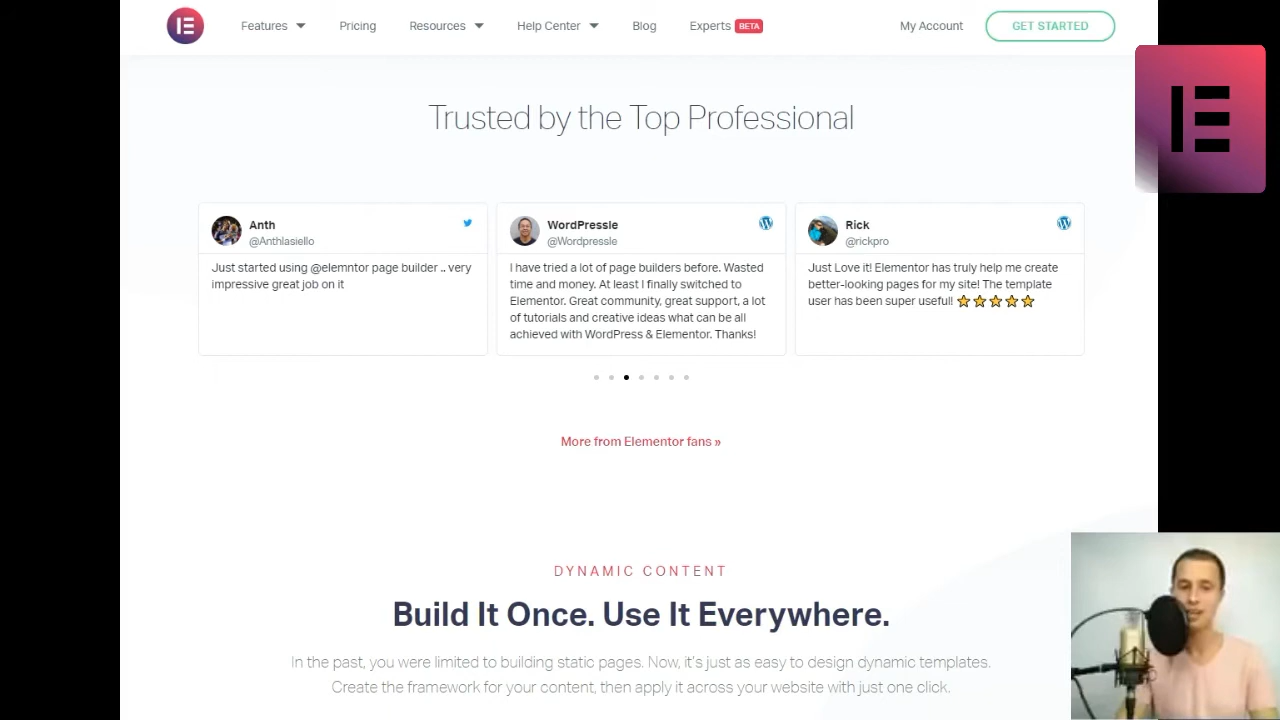 Features
Pricing
Resources
Help Center
Blog
Experts BETA
My Account
GET STARTED
Trusted by the Top Professional
Anth
@Anthlasiello
Just started using @elemntor page builder .. very
impressive great job on it
WordPressle
@Wordpressle
I have tried a lot of page builders before. Wasted
time and money. At least I finally switched to
Elementor. Great community, great support, a lot
of tutorials and creative ideas what can be all
achieved with WordPress & Elementor. Thanks!
Rick
@rickpro
Just Love it! Elementor has truly help me create
better-looking pages for my site! The template
user has been super useful! ⭐⭐⭐⭐⭐
More from Elementor fans »
DYNAMIC CONTENT
Build It Once. Use It Everywhere.
In the past, you were limited to building static pages. Now, it's just as easy to design dynamic templates.
Create the framework for your content, then apply it across your website with just one click.